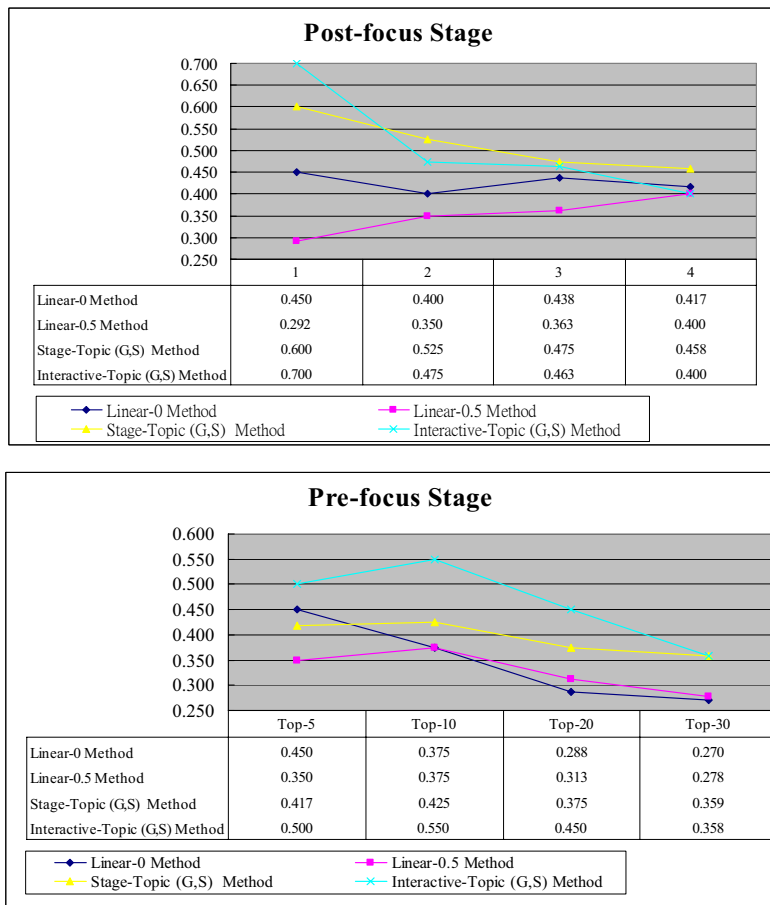 Post-focus Stage
0.700
0.650
0.600
0.550
0.500
0.450
0.400
0.350
0.300
0.250
1 2 3 4
Linear-0 Method 0.450 0.400 0.438 0.417
Linear-0.5 Method 0.292 0.350 0.363 0.400
Stage-Topic (G,S) Method 0.600 0.525 0.475 0.458
Interactive-Topic (G,S) Method 0.700 0.475 0.463 0.400
Linear-0 Method Linear-0.5 Method
Stage-Topic (G,S) Method Interactive-Topic (G,S) Method
Pre-focus Stage
0.600
0.550
0.500
0.450
0.400
0.350
0.300
0.250
Top-5 Top-10 Top-20 Top-30
Linear-0 Method 0.450 0.375 0.288 0.270
Linear-0.5 Method 0.350 0.375 0.313 0.278
Stage-Topic (G,S) Method 0.417 0.425 0.375 0.359
Interactive-Topic (G,S) Method 0.500 0.550 0.450 0.358
Linear-0 Method Linear-0.5 Method
Stage-Topic (G,S) Method Interactive-Topic (G,S) Method